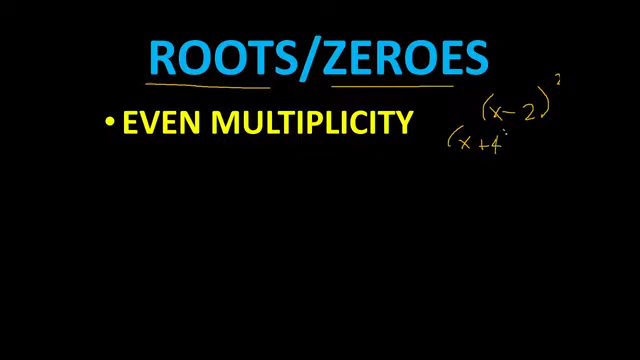 ROOTS/ZEROES
• EVEN MULTIPLICITY
(x-2)²
(x+4